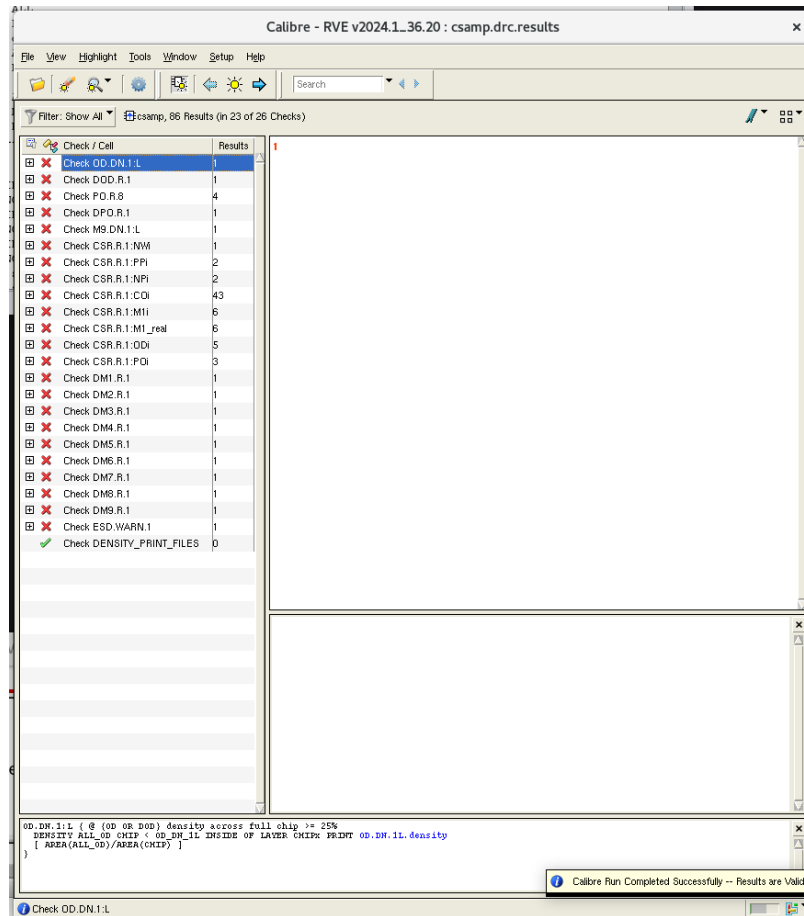 Calibre - RVE v2024.1_36.20 : csamp.drc.results
File View Highlight Tools Window Setup Help
Search
Filter: Show All csamp, 86 Results (in 23 of 26 Checks)
Check / Cell Results
Check OD.DN.1:L 1
Check DOD.R.1 1
Check PO.R.8 4
Check DPO.R.1 1
Check M9.DN.1:L 1
Check CSR.R.1:NWi 1
Check CSR.R.1:PPi 2
Check CSR.R.1:NPi 2
Check CSR.R.1:COi 43
Check CSR.R.1:M1i 6
Check CSR.R.1:M1_real 6
Check CSR.R.1:ODi 5
Check CSR.R.1:POi 3
Check DM1.R.1 1
Check DM2.R.1 1
Check DM3.R.1 1
Check DM4.R.1 1
Check DM5.R.1 1
Check DM6.R.1 1
Check DM7.R.1 1
Check DM8.R.1 1
Check DM9.R.1 1
Check ESD.WARN.1 1
Check DENSITY_PRINT_FILES 0
1
OD.DN.1:L { @ {OD OR DOD} density across full chip >= 25%
DENSITY ALL_OD CHIP < OD_DN_1L INSIDE OF LAYER CHIPx PRINT OD.DN.1L.density
[ AREA(ALL_OD)/AREA(CHIP) ]
}
Calibre Run Completed Successfully -- Results are Valid
Check OD.DN.1:L